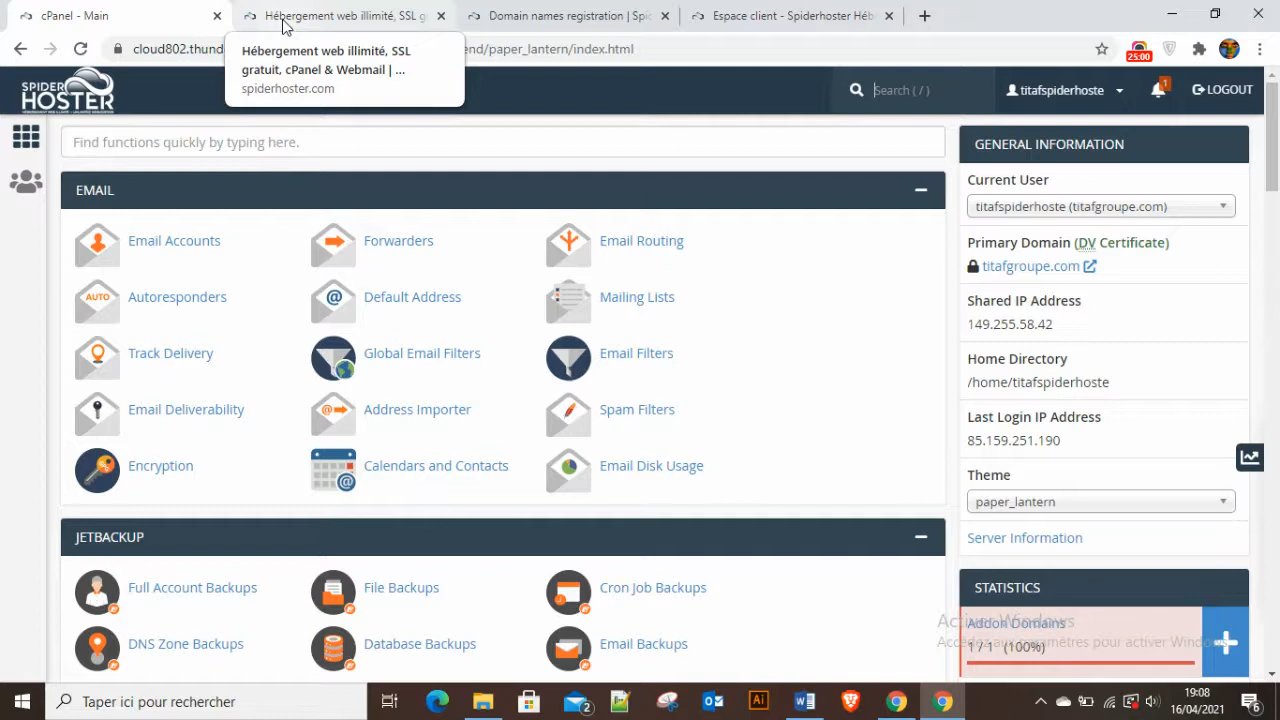 cPanel - Main
Hébergement web illimité, SSL g
Domain names registration | Spi
Espace client - Spiderhoster Héb
cloud802.thund
end/paper_lantern/index.html
25:00
Hébergement web illimité, SSL
gratuit, cPanel & Webmail | ...
spiderhoster.com
SPIDER
HOSTER
Search ( / )
titafspiderhoste
1
LOGOUT
Find functions quickly by typing here.
EMAIL
Email Accounts
Forwarders
Email Routing
AUTO
Autoresponders
Default Address
Mailing Lists
Track Delivery
Global Email Filters
Email Filters
Email Deliverability
Address Importer
Spam Filters
Encryption
Calendars and Contacts
Email Disk Usage
JETBACKUP
Full Account Backups
File Backups
Cron Job Backups
DNS Zone Backups
Database Backups
Email Backups
GENERAL INFORMATION
Current User
titafspiderhoste (titafgroupe.com)
Primary Domain (DV Certificate)
titafgroupe.com
Shared IP Address
149.255.58.42
Home Directory
/home/titafspiderhoste
Last Login IP Address
85.159.251.190
Theme
paper_lantern
Server Information
STATISTICS
Addon Domains
1 / 1 (100%)
Activer Windows
Accédez aux paramètres pour activer Windows.
Taper ici pour rechercher
2
Ai
19:08
16/04/2021
6